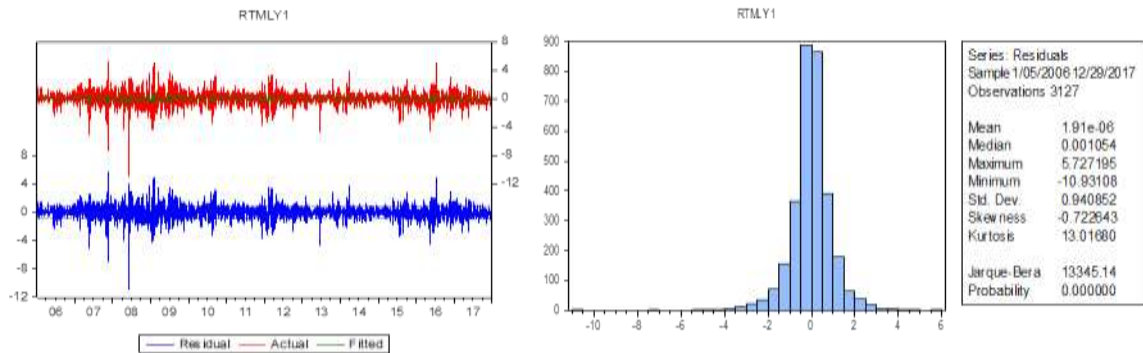 RTMLY1
8
4
0
-4
-8
-12
8
4
0
-4
-8
-12
06 07 08 09 10 11 12 13 14 15 16 17
Residual Actual Fitted
RTMLY1
900
800
700
600
500
400
300
200
100
0
-10 -8 -6 -4 -2 0 2 4 6
Series: Residuals
Sample 1/05/2006 12/29/2017
Observations 3127
Mean 1.91e-06
Median 0.001054
Maximum 5.727195
Minimum -10.93108
Std. Dev. 0.940852
Skewness -0.722643
Kurtosis 13.01680
Jarque-Bera 13345.14
Probability 0.000000